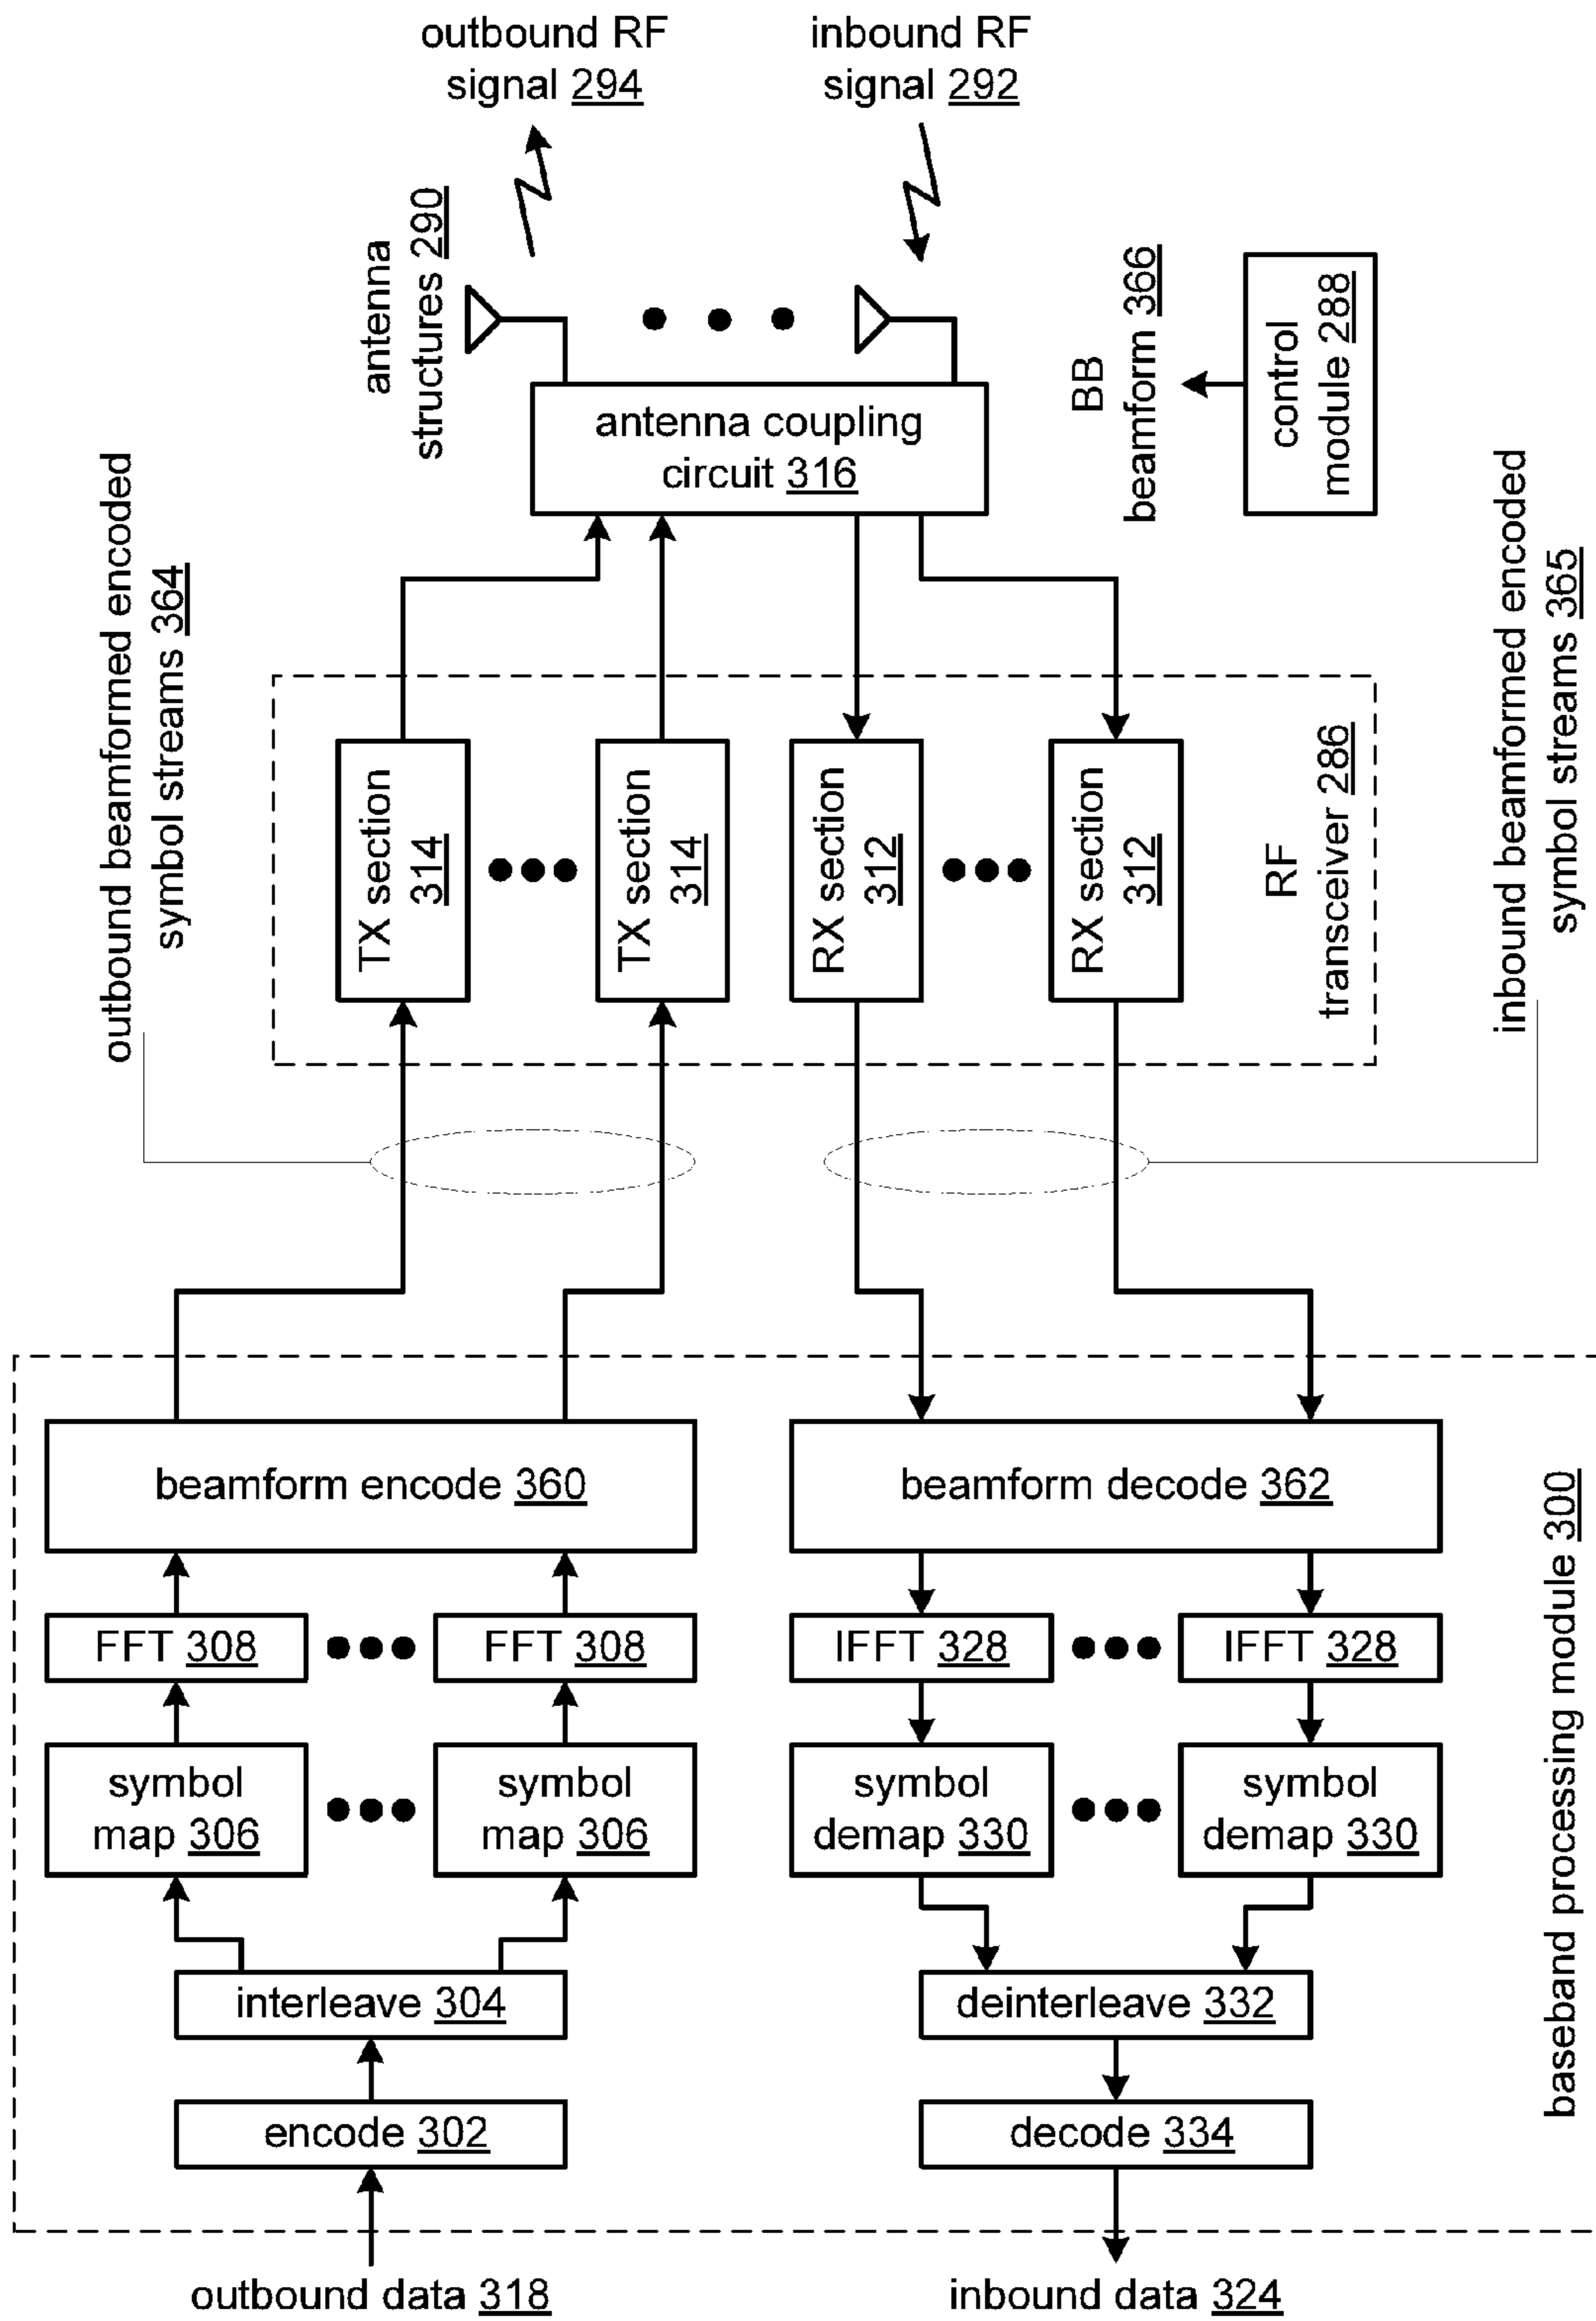 outbound RF
signal 294
inbound RF
signal 292
antenna
structures 290
antenna coupling
circuit 316
BB
beamform 366
control
module 288
outbound beamformed encoded
symbol streams 364
inbound beamformed encoded
symbol streams 365
TX section
314
TX section
314
RX section
312
RX section
312
RF
transceiver 286
beamform encode 360
beamform decode 362
FFT 308
FFT 308
IFFT 328
IFFT 328
symbol
map 306
symbol
map 306
symbol
demap 330
symbol
demap 330
interleave 304
deinterleave 332
encode 302
decode 334
baseband processing module 300
outbound data 318
inbound data 324